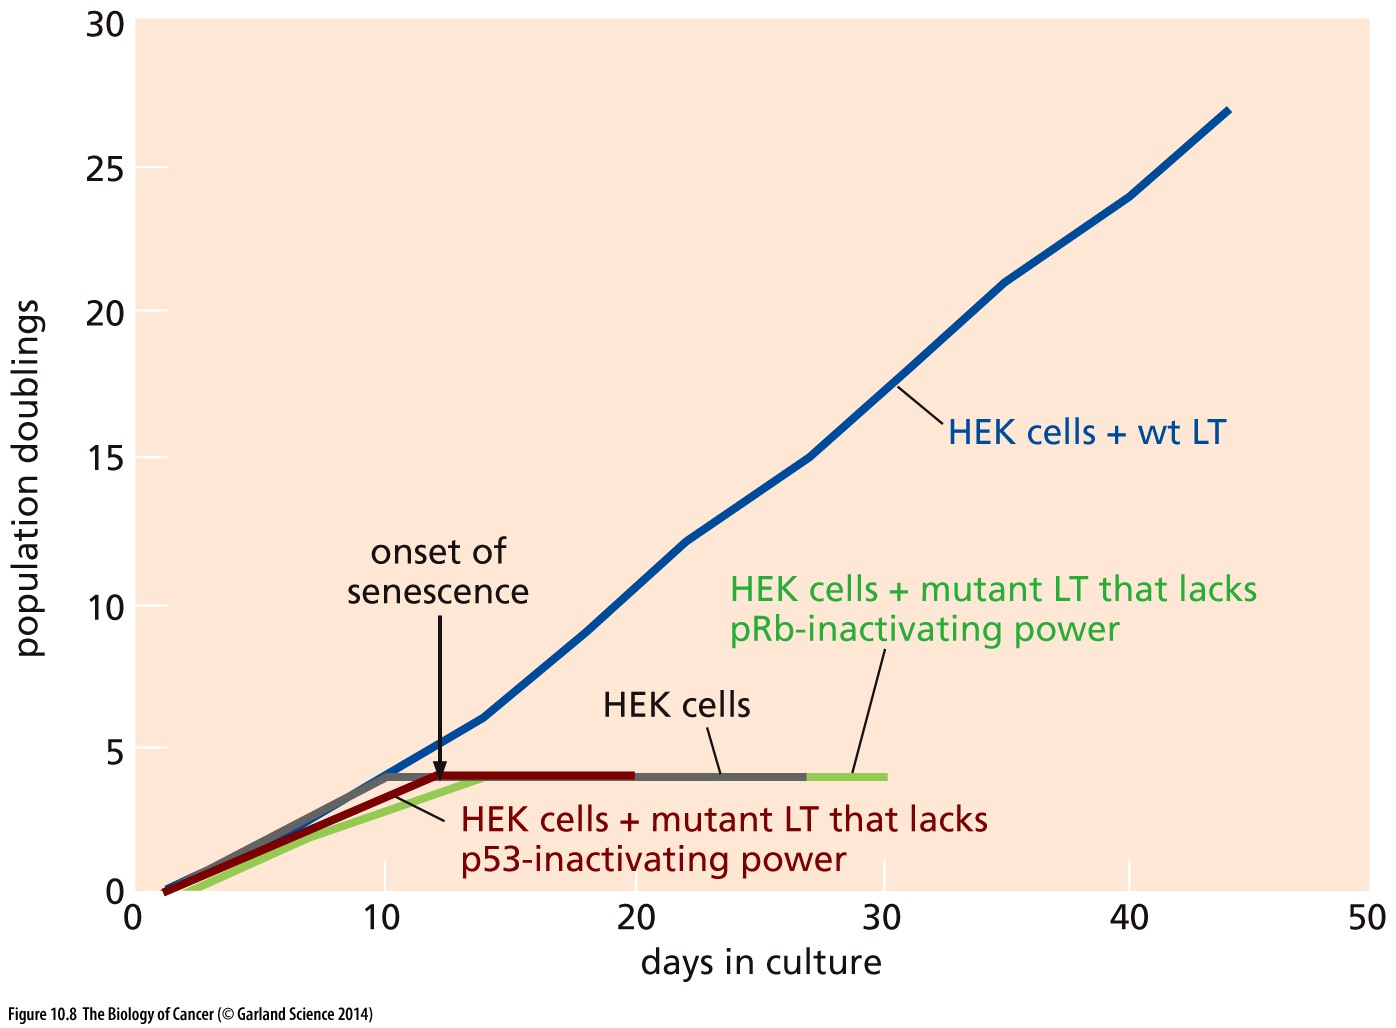 30
25
20
15
10
5
0
population doublings
HEK cells + wt LT
onset of
senescence
HEK cells + mutant LT that lacks
pRb-inactivating power
HEK cells
HEK cells + mutant LT that lacks
p53-inactivating power
0 10 20 30 40 50
days in culture
Figure 10.8 The Biology of Cancer (© Garland Science 2014)